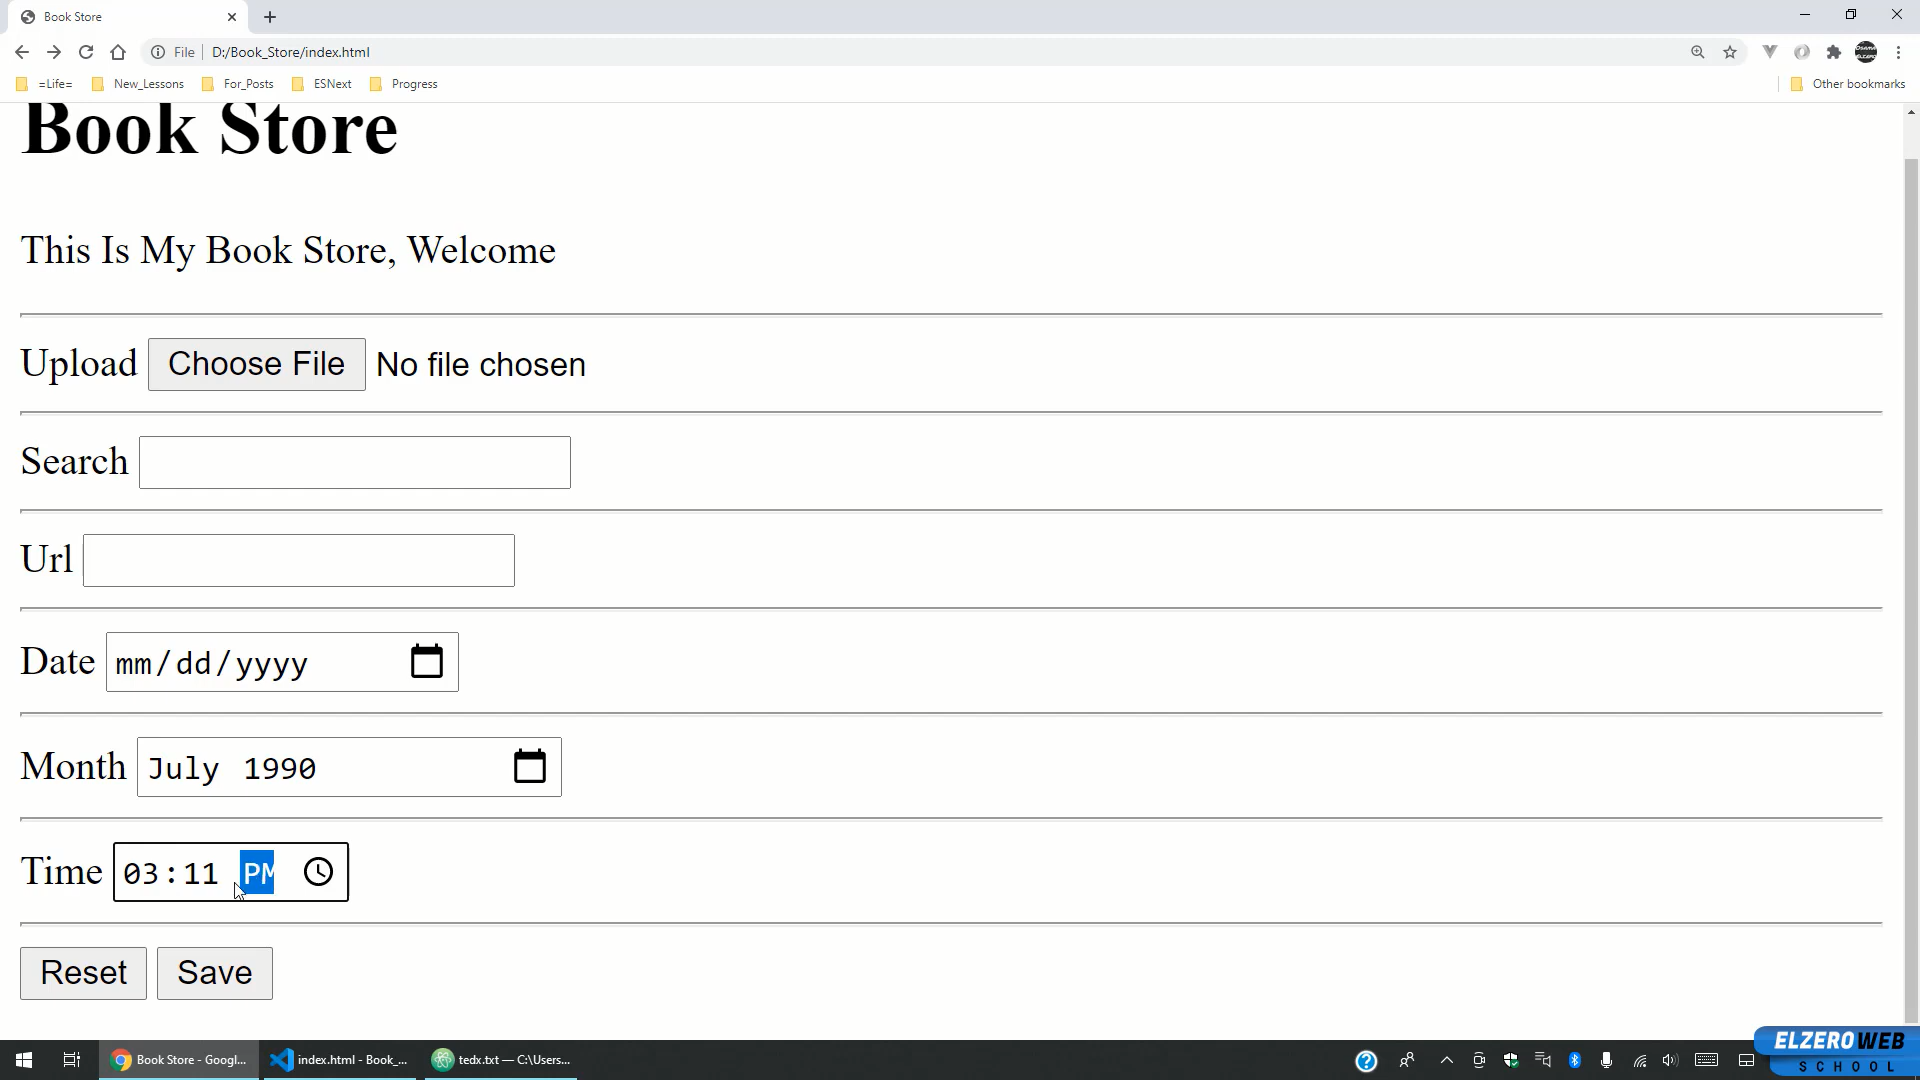 Book Store
File
D:/Book_Store/index.html
=Life=
New_Lessons
For_Posts
ESNext
Progress
Other bookmarks
Book Store
This Is My Book Store, Welcome
Upload Choose File No file chosen
Search
Url
Date mm/dd/yyyy
Month July 1990
Time 03:11 PM
Reset Save
Book Store - Googl...
index.html - Book_...
tedx.txt — C:\Users...
ELZEROWEB
SCHOOL